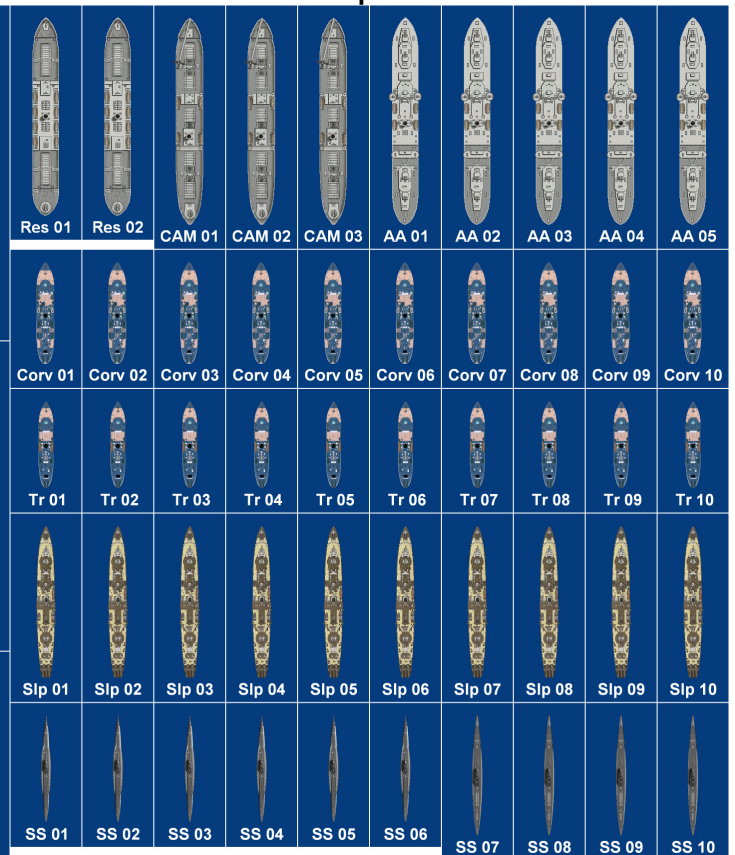 Res 01 Res 02 CAM 01 CAM 02 CAM 03 AA 01 AA 02 AA 03 AA 04 AA 05
Corv 01 Corv 02 Corv 03 Corv 04 Corv 05 Corv 06 Corv 07 Corv 08 Corv 09 Corv 10
Tr 01 Tr 02 Tr 03 Tr 04 Tr 05 Tr 06 Tr 07 Tr 08 Tr 09 Tr 10
Slp 01 Slp 02 Slp 03 Slp 04 Slp 05 Slp 06 Slp 07 Slp 08 Slp 09 Slp 10
SS 01 SS 02 SS 03 SS 04 SS 05 SS 06 SS 07 SS 08 SS 09 SS 10